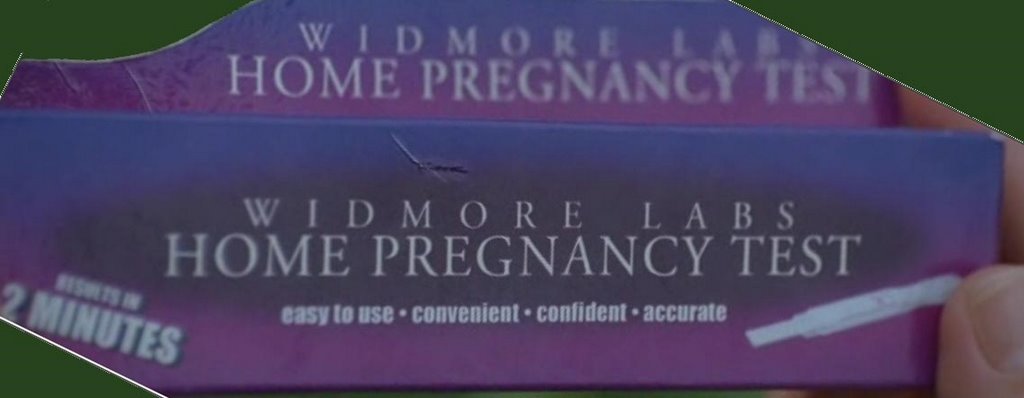 WIDMORE LABS
HOME PREGNANCY TEST
WIDMORE LABS
HOME PREGNANCY TEST
easy to use • convenient • confident • accurate
RESULTS IN
2 MINUTES